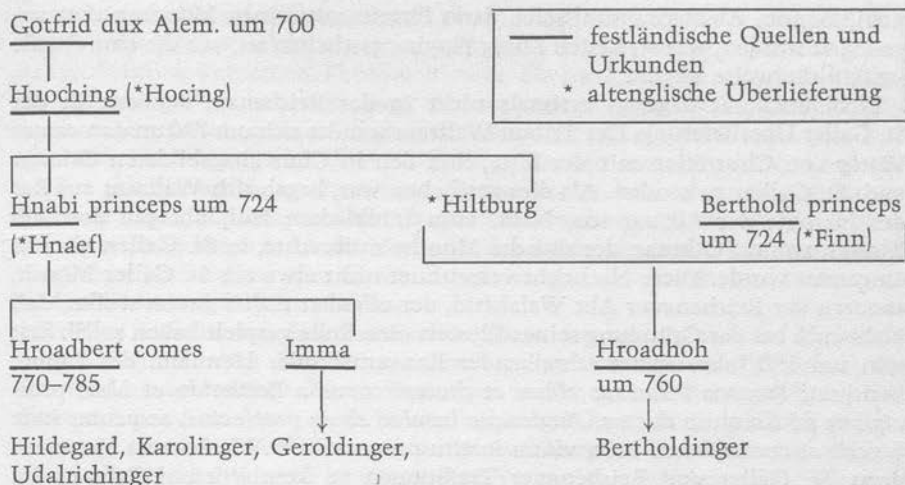 Gotfrid dux Alem. um 700
festländische Quellen und
Urkunden
* altenglische Überlieferung
Huoching (*Hocing)
Hnabi princeps um 724
(*Hnaef)
*Hiltburg
Berthold princeps
um 724 (*Finn)
Hroadbert comes
770–785
Imma
Hroadhoh
um 760
Hildegard, Karolinger, Geroldinger,
Udalrichinger
Bertholdinger